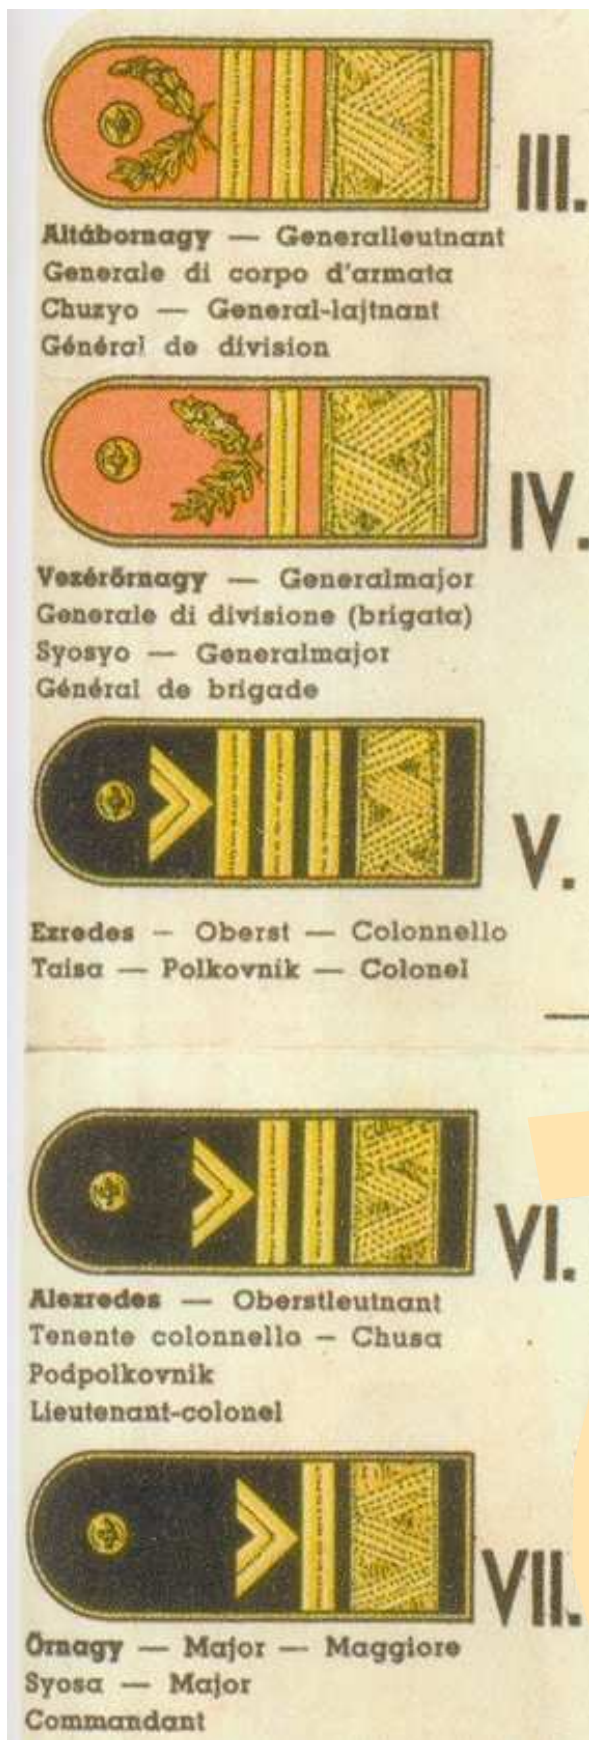 III.
Altábornagy — Generalleutnant
Generale di corpo d'armata
Chuzyo — General-lajtnant
Général de division
IV.
Vezérőrnagy — Generalmajor
Generale di divisione (brigata)
Syosyo — Generalmajor
Général de brigade
V.
Ezredes — Oberst — Colonnello
Taisa — Polkovnik — Colonel
VI.
Alezredes — Oberstleutnant
Tenente colonnello — Chusa
Podpolkovnik
Lieutenant-colonel
VII.
Őrnagy — Major — Maggiore
Syosa — Major
Commandant